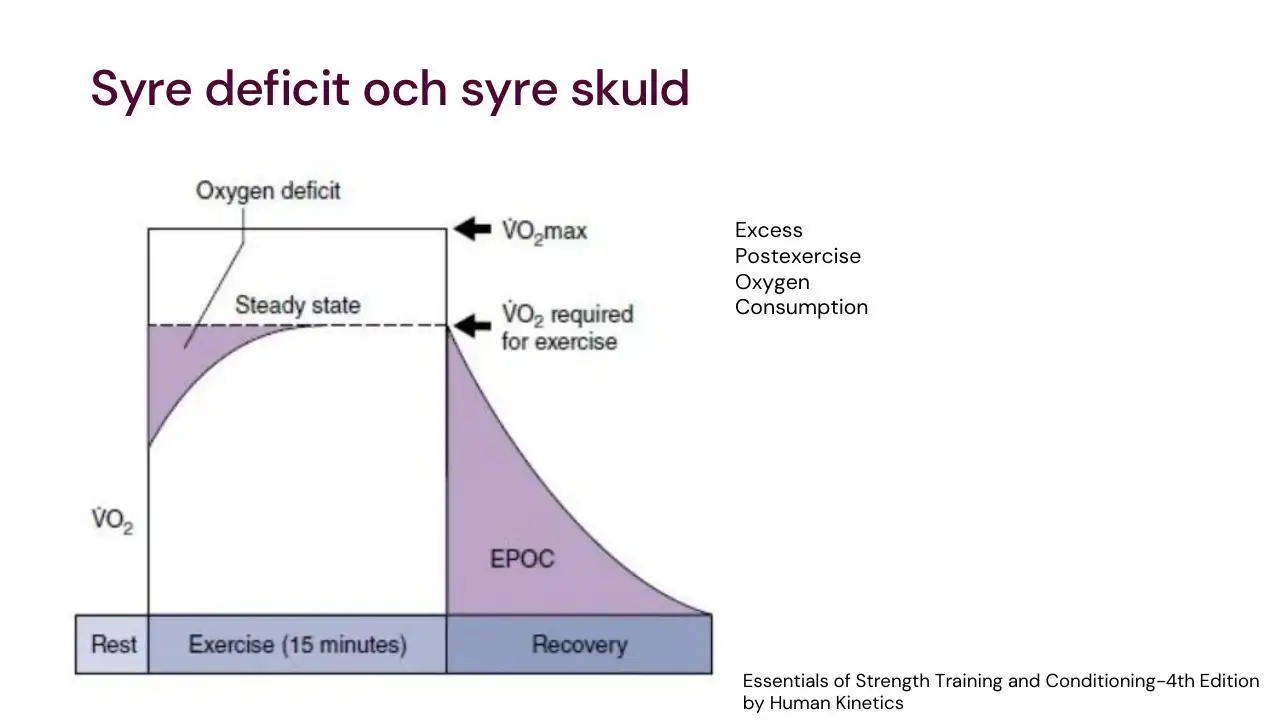 Syre deficit och syre skuld
Oxygen deficit
V̇O₂max
Steady state
V̇O₂ required
for exercise
V̇O₂
EPOC
Rest
Exercise (15 minutes)
Recovery
Excess
Postexercise
Oxygen
Consumption
Essentials of Strength Training and Conditioning-4th Edition
by Human Kinetics